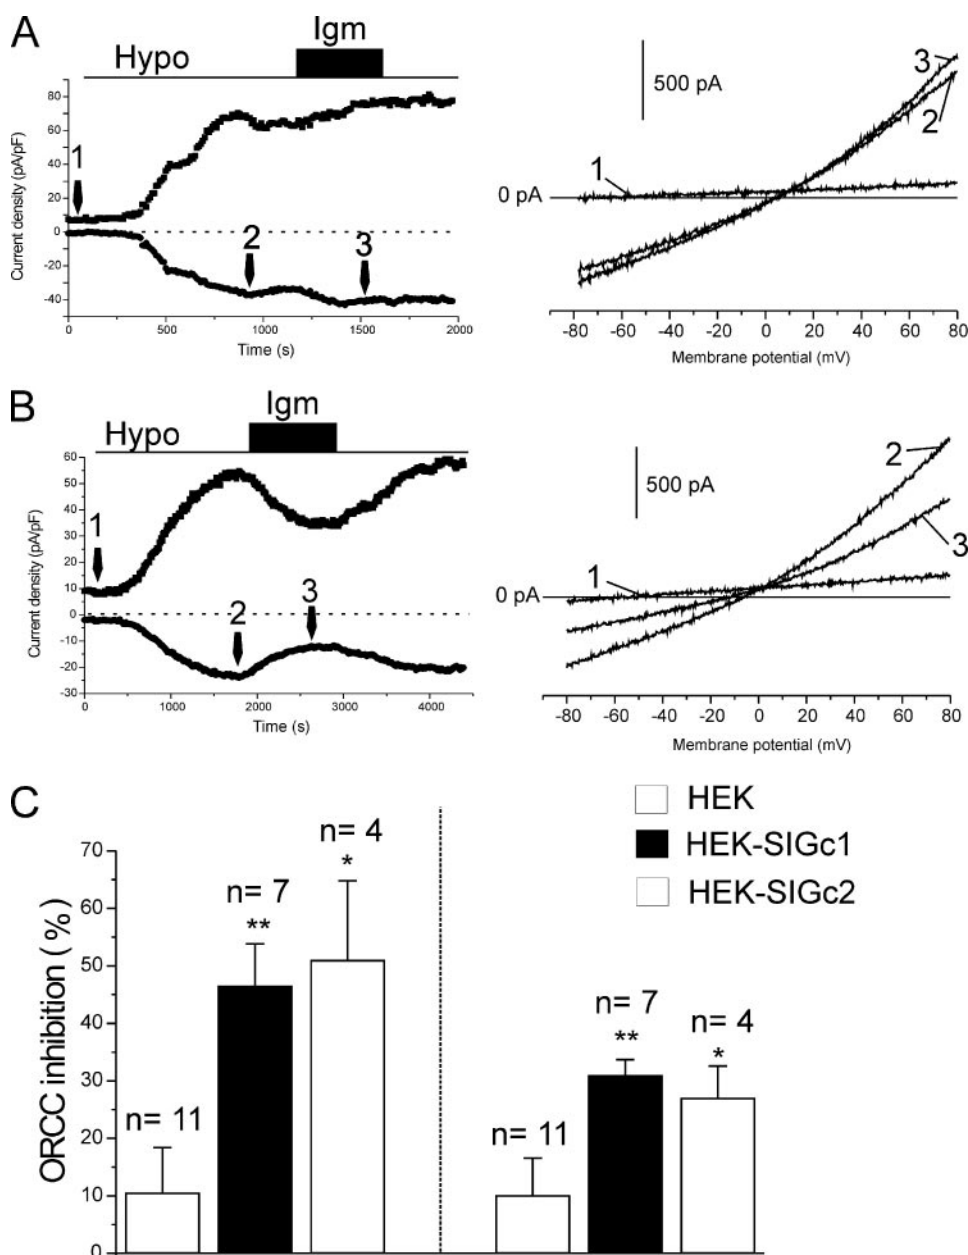 A
Hypo
Igm
Current density (pA/pF)
80
60
40
20
0
-20
-40
1
2
3
0
500
1000
1500
2000
Time (s)
500 pA
3
2
1
0 pA
-80
-60
-40
-20
0
20
40
60
80
Membrane potential (mV)
B
Hypo
Igm
Current density (pA/pF)
60
50
40
30
20
10
0
-10
-20
-30
1
2
3
0
1000
2000
3000
4000
Time (s)
500 pA
2
3
1
0 pA
-80
-60
-40
-20
0
20
40
60
80
Membrane potential (mV)
C
HEK
HEK-SIGc1
HEK-SIGc2
ORCC inhibition ( %)
70
60
50
40
30
20
10
0
n= 11
n= 7
**
n= 4
*
n= 11
n= 7
**
n= 4
*